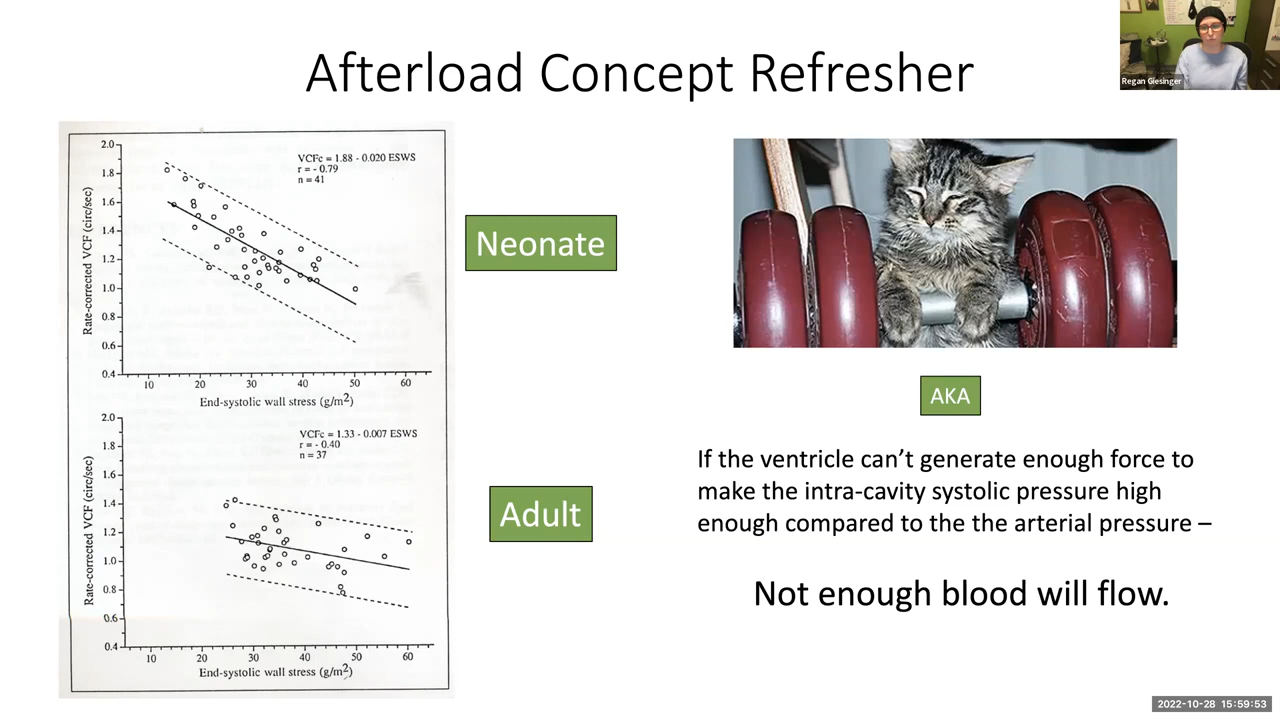 Afterload Concept Refresher
Regan Giesinger
VCFc = 1.88 - 0.020 ESWS
r = - 0.79
n = 41
Rate-corrected VCF (circ/sec)
2.0
1.8
1.6
1.4
1.2
1.0
0.8
0.6
0.4
10 20 30 40 50 60
End-systolic wall stress (g/m2)
Neonate
VCFc = 1.33 - 0.007 ESWS
r = - 0.40
n = 37
Rate-corrected VCF (circ/sec)
2.0
1.8
1.6
1.4
1.2
1.0
0.8
0.6
0.4
10 20 30 40 50 60
End-systolic wall stress (g/m2)
Adult
AKA
If the ventricle can’t generate enough force to
make the intra-cavity systolic pressure high
enough compared to the the arterial pressure –
Not enough blood will flow.
2022-10-28 15:59:53